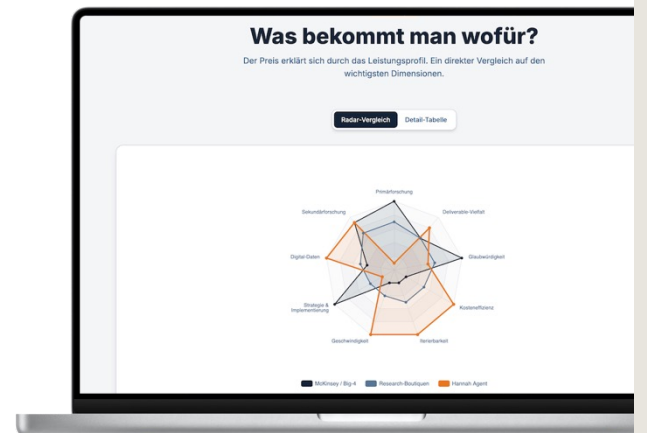 Was bekommt man wofür?
Der Preis erklärt sich durch das Leistungsprofil. Ein direkter Vergleich auf den
wichtigsten Dimensionen.
Radar-Vergleich Detail-Tabelle
Primärforschung
Sekundärforschung Deliverable-Vielfalt
Digital-Daten Glaubwürdigkeit
Strategie &
Implementierung Kosteneffizienz
Geschwindigkeit Iterierbarkeit
McKinsey / Big-4 Research-Boutiquen Hannah Agent